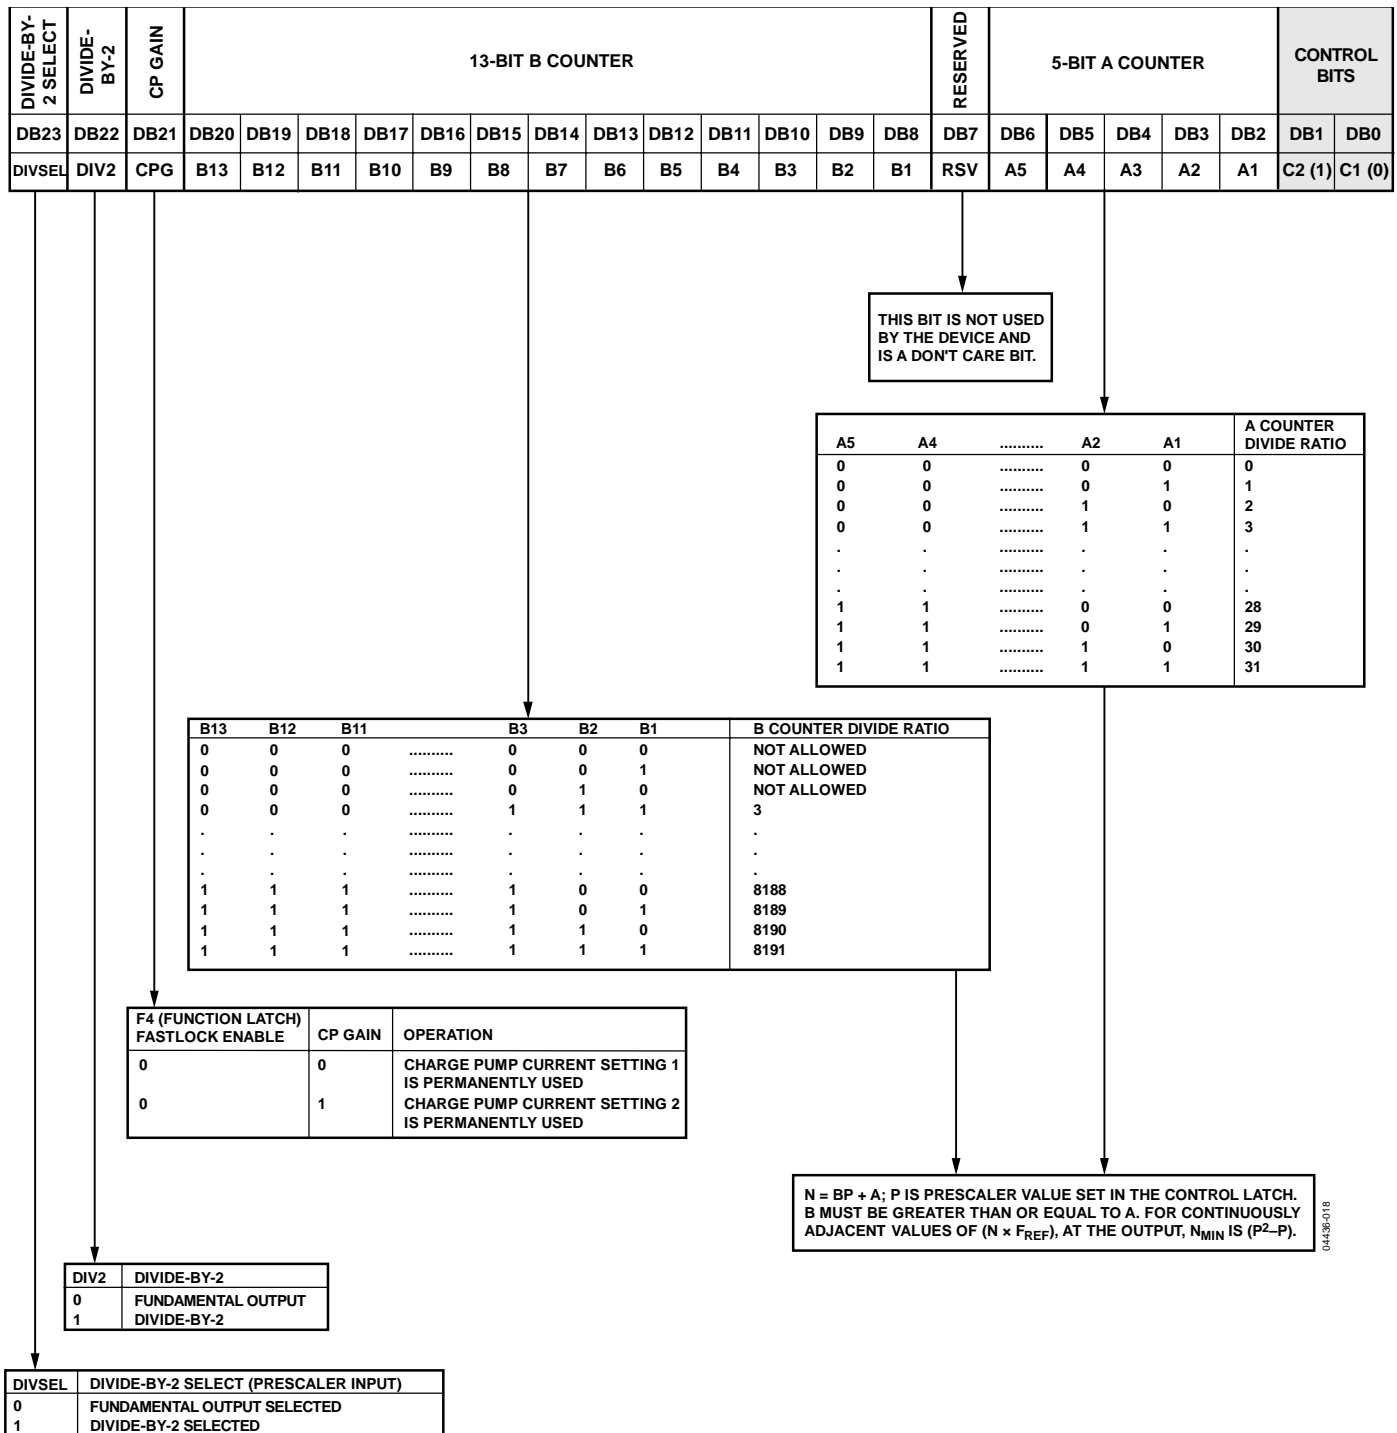 DIVIDE-BY-
2 SELECT
DIVIDE-
BY-2
CP GAIN
13-BIT B COUNTER
RESERVED
5-BIT A COUNTER
CONTROL
BITS
DB23 DB22 DB21 DB20 DB19 DB18 DB17 DB16 DB15 DB14 DB13 DB12 DB11 DB10 DB9 DB8 DB7 DB6 DB5 DB4 DB3 DB2 DB1 DB0
DIVSEL DIV2 CPG B13 B12 B11 B10 B9 B8 B7 B6 B5 B4 B3 B2 B1 RSV A5 A4 A3 A2 A1 C2 (1) C1 (0)
THIS BIT IS NOT USED
BY THE DEVICE AND
IS A DON'T CARE BIT.
A COUNTER
A5 A4 .......... A2 A1 DIVIDE RATIO
0 0 .......... 0 0 0
0 0 .......... 0 1 1
0 0 .......... 1 0 2
0 0 .......... 1 1 3
. . .......... . . .
. . .......... . . .
. . .......... . . .
1 1 .......... 0 0 28
1 1 .......... 0 1 29
1 1 .......... 1 0 30
1 1 .......... 1 1 31
B13 B12 B11 B3 B2 B1 B COUNTER DIVIDE RATIO
0 0 0 .......... 0 0 0 NOT ALLOWED
0 0 0 .......... 0 0 1 NOT ALLOWED
0 0 0 .......... 0 1 0 NOT ALLOWED
0 0 0 .......... 1 1 1 3
. . . .......... . . . .
. . . .......... . . . .
. . . .......... . . . .
1 1 1 .......... 1 0 0 8188
1 1 1 .......... 1 0 1 8189
1 1 1 .......... 1 1 0 8190
1 1 1 .......... 1 1 1 8191
F4 (FUNCTION LATCH)
FASTLOCK ENABLE CP GAIN OPERATION
0 0 CHARGE PUMP CURRENT SETTING 1
IS PERMANENTLY USED
0 1 CHARGE PUMP CURRENT SETTING 2
IS PERMANENTLY USED
N = BP + A; P IS PRESCALER VALUE SET IN THE CONTROL LATCH.
B MUST BE GREATER THAN OR EQUAL TO A. FOR CONTINUOUSLY
ADJACENT VALUES OF (N × FREF), AT THE OUTPUT, NMIN IS (P²–P).
04436-018
DIV2 DIVIDE-BY-2
0 FUNDAMENTAL OUTPUT
1 DIVIDE-BY-2
DIVSEL DIVIDE-BY-2 SELECT (PRESCALER INPUT)
0 FUNDAMENTAL OUTPUT SELECTED
1 DIVIDE-BY-2 SELECTED